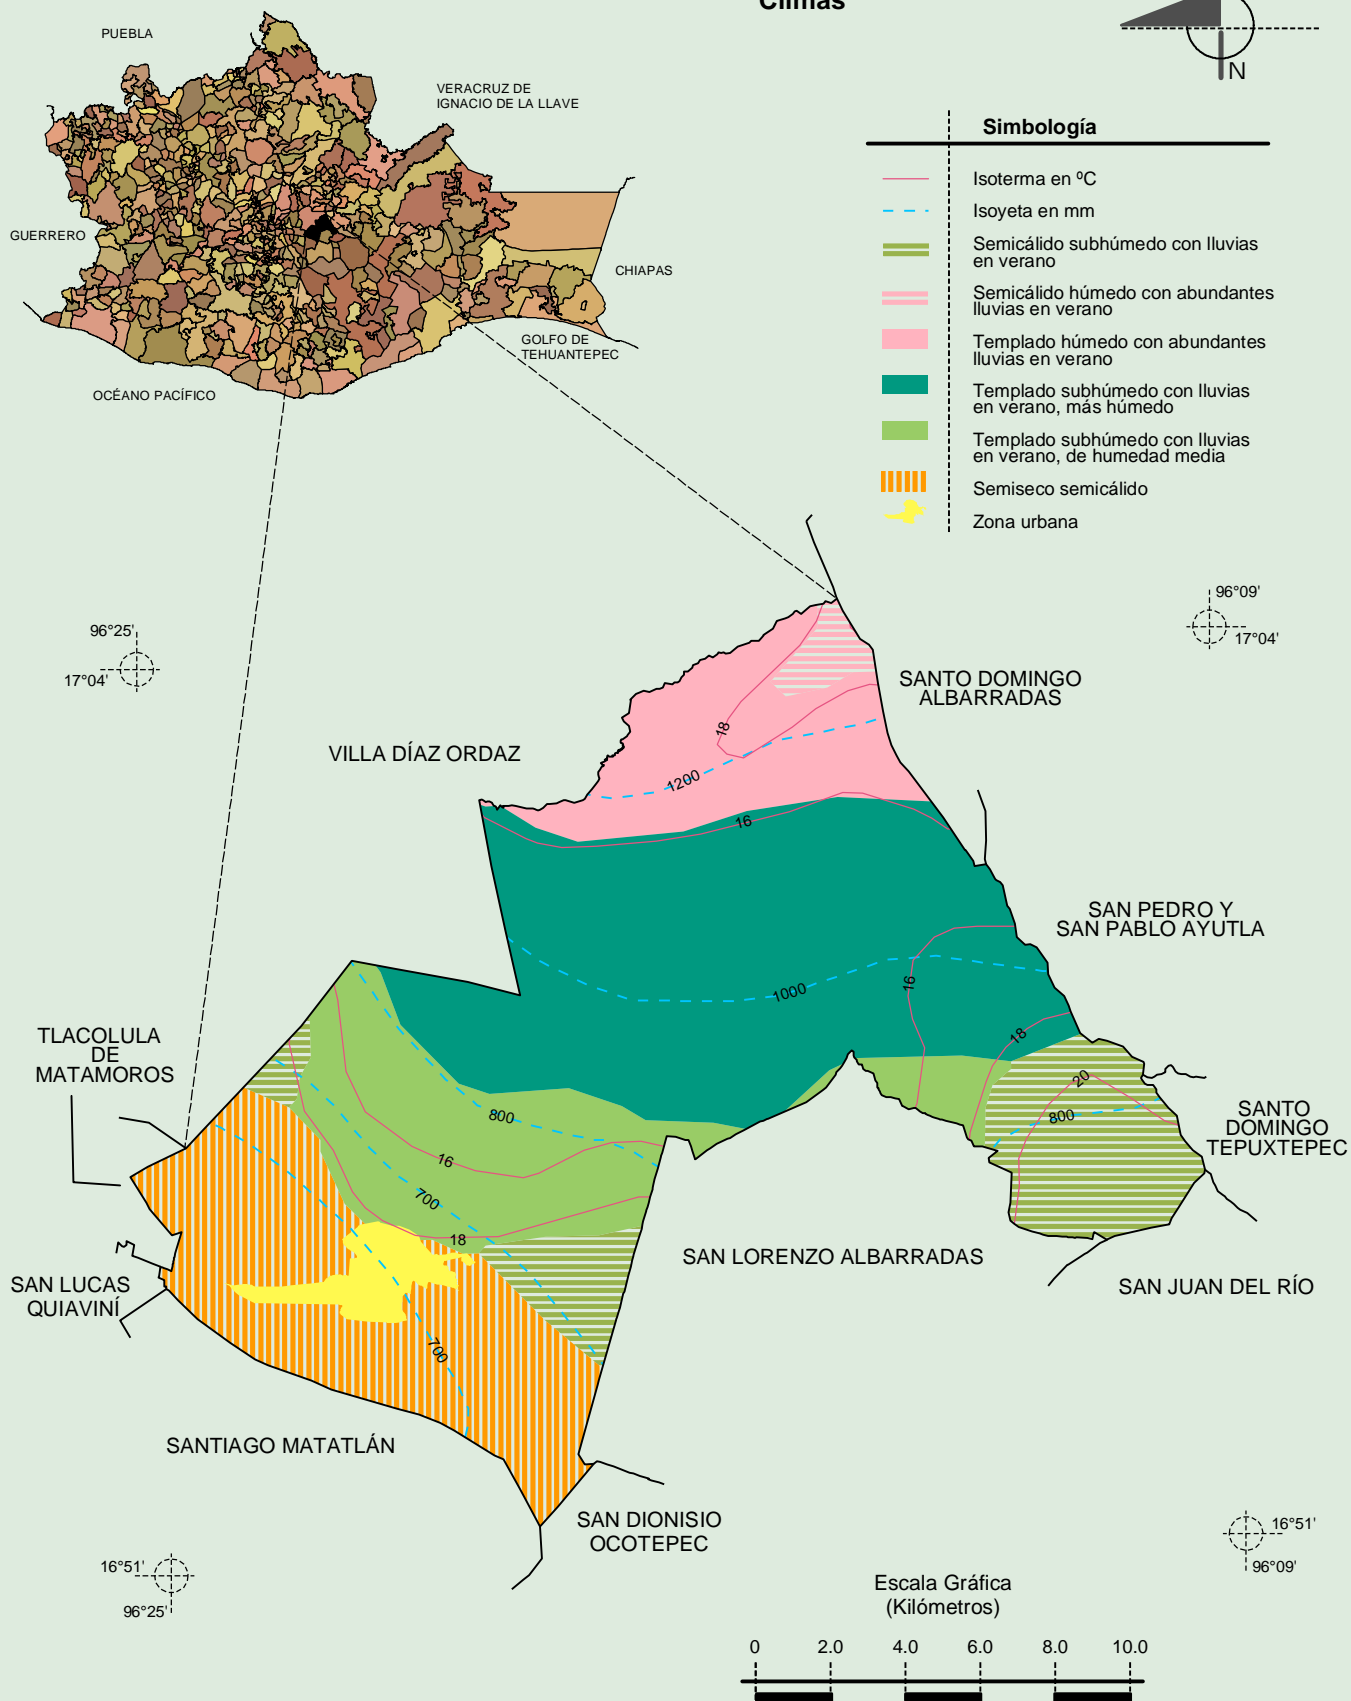 Climas
N
PUEBLA
VERACRUZ DE
IGNACIO DE LA LLAVE
GUERRERO
CHIAPAS
GOLFO DE
TEHUANTEPEC
OCÉANO PACÍFICO
Simbología
Isoterma en ºC
Isoyeta en mm
Semicálido subhúmedo con lluvias
en verano
Semicálido húmedo con abundantes
lluvias en verano
Templado húmedo con abundantes
lluvias en verano
Templado subhúmedo con lluvias
en verano, más húmedo
Templado subhúmedo con lluvias
en verano, de humedad media
Semiseco semicálido
Zona urbana
96°25'
17°04'
96°09'
17°04'
SANTO DOMINGO
ALBARRADAS
VILLA DÍAZ ORDAZ
18
1200
16
SAN PEDRO Y
SAN PABLO AYUTLA
16
1000
18
TLACOLULA
DE
MATAMOROS
20
800
800
SANTO
DOMINGO
TEPUXTEPEC
16
700
18
SAN LORENZO ALBARRADAS
SAN LUCAS
QUIAVINÍ
SAN JUAN DEL RÍO
700
SANTIAGO MATATLÁN
SAN DIONISIO
OCOTEPEC
16°51'
96°25'
16°51'
96°09'
Escala Gráfica
(Kilómetros)
0 2.0 4.0 6.0 8.0 10.0